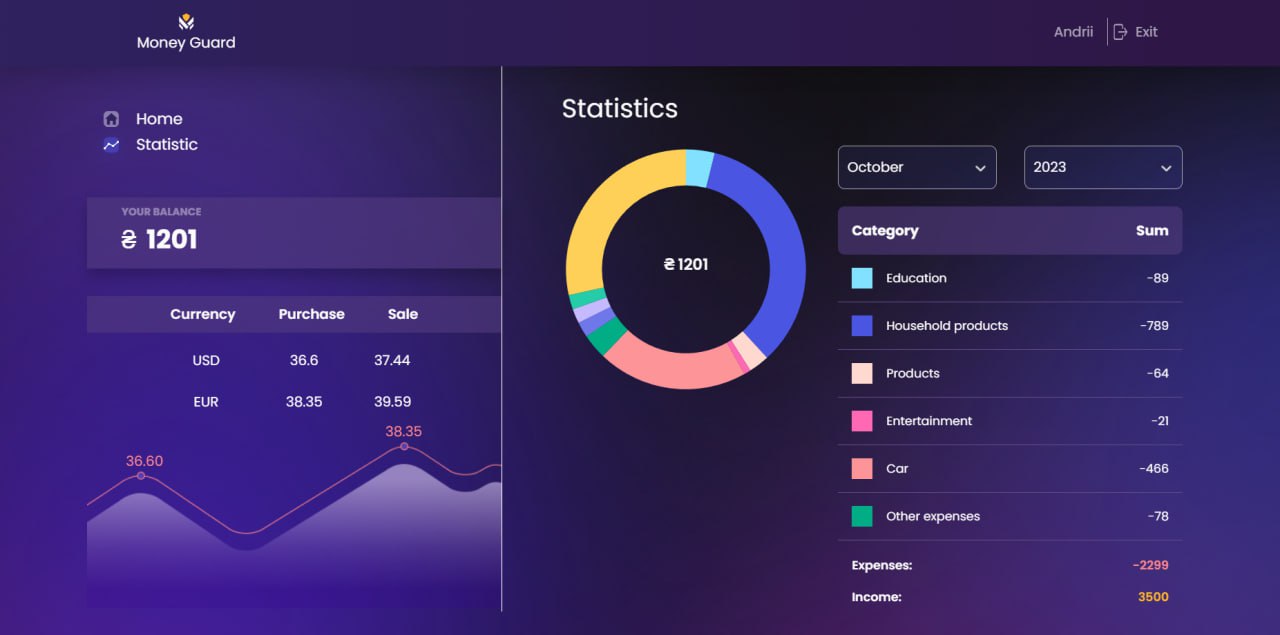 Money Guard
Andrii
Exit
Home
Statistic
YOUR BALANCE
₴ 1201
Currency Purchase Sale
USD 36.6 37.44
EUR 38.35 39.59
36.60
38.35
Statistics
₴ 1201
October
2023
Category Sum
Education -89
Household products -789
Products -64
Entertainment -21
Car -466
Other expenses -78
Expenses: -2299
Income: 3500